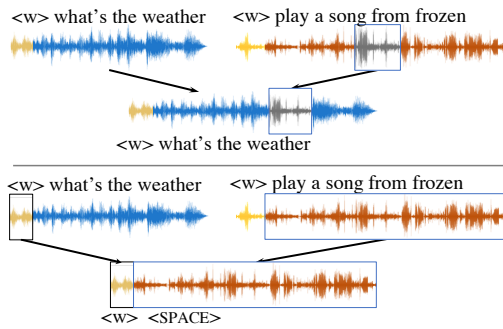 <w> what's the weather
<w> play a song from frozen
<w> what's the weather
<w> what's the weather
<w> play a song from frozen
<w> <SPACE>